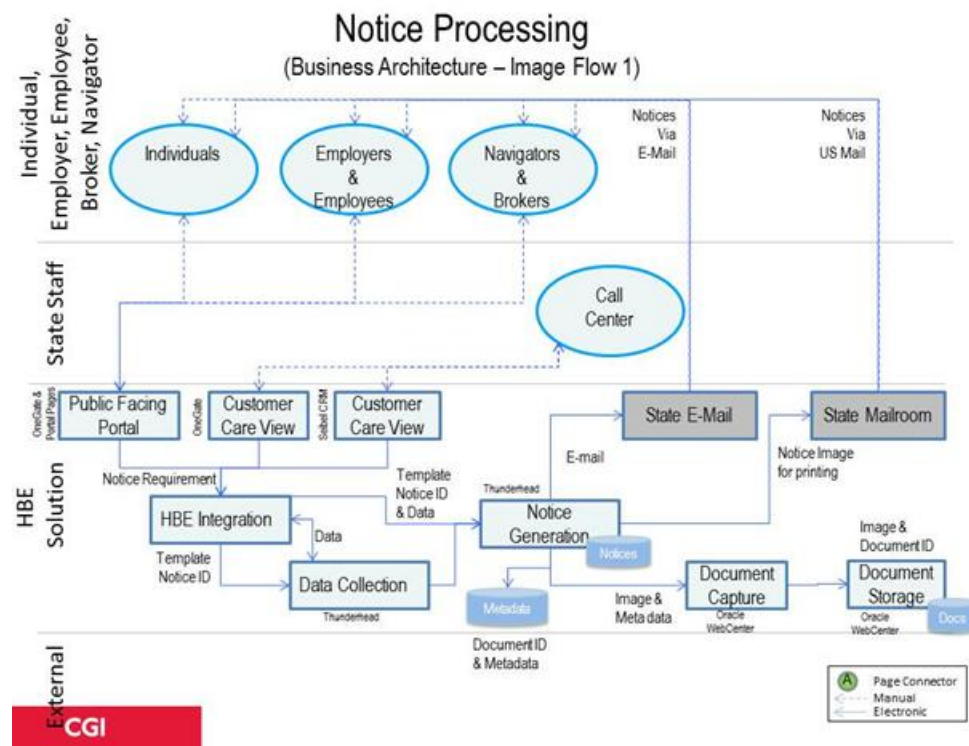 Notice Processing
(Business Architecture – Image Flow 1)
Individual,
Employer, Employee,
Broker, Navigator
Individuals
Employers
&
Employees
Navigators
&
Brokers
Notices
Via
E-Mail
Notices
Via
US Mail
State Staff
Call
Center
HBE
Solution
OneGate &
Portal Pages
Public Facing
Portal
OneGate
Customer
Care View
Seibel CRM
Customer
Care View
State E-Mail
State Mailroom
Notice Requirement
Template
Notice ID
& Data
E-mail
Notice Image
for printing
HBE Integration
Thunderhead
Notice
Generation
Notices
Data
Template
Notice ID
Data Collection
Thunderhead
Metadata
Document ID
& Metadata
Image &
Meta data
Document
Capture
Oracle
WebCenter
Image &
Document ID
Document
Storage
Oracle
WebCenter
Docs
External
CGI
A
Page Connector
Manual
Electronic